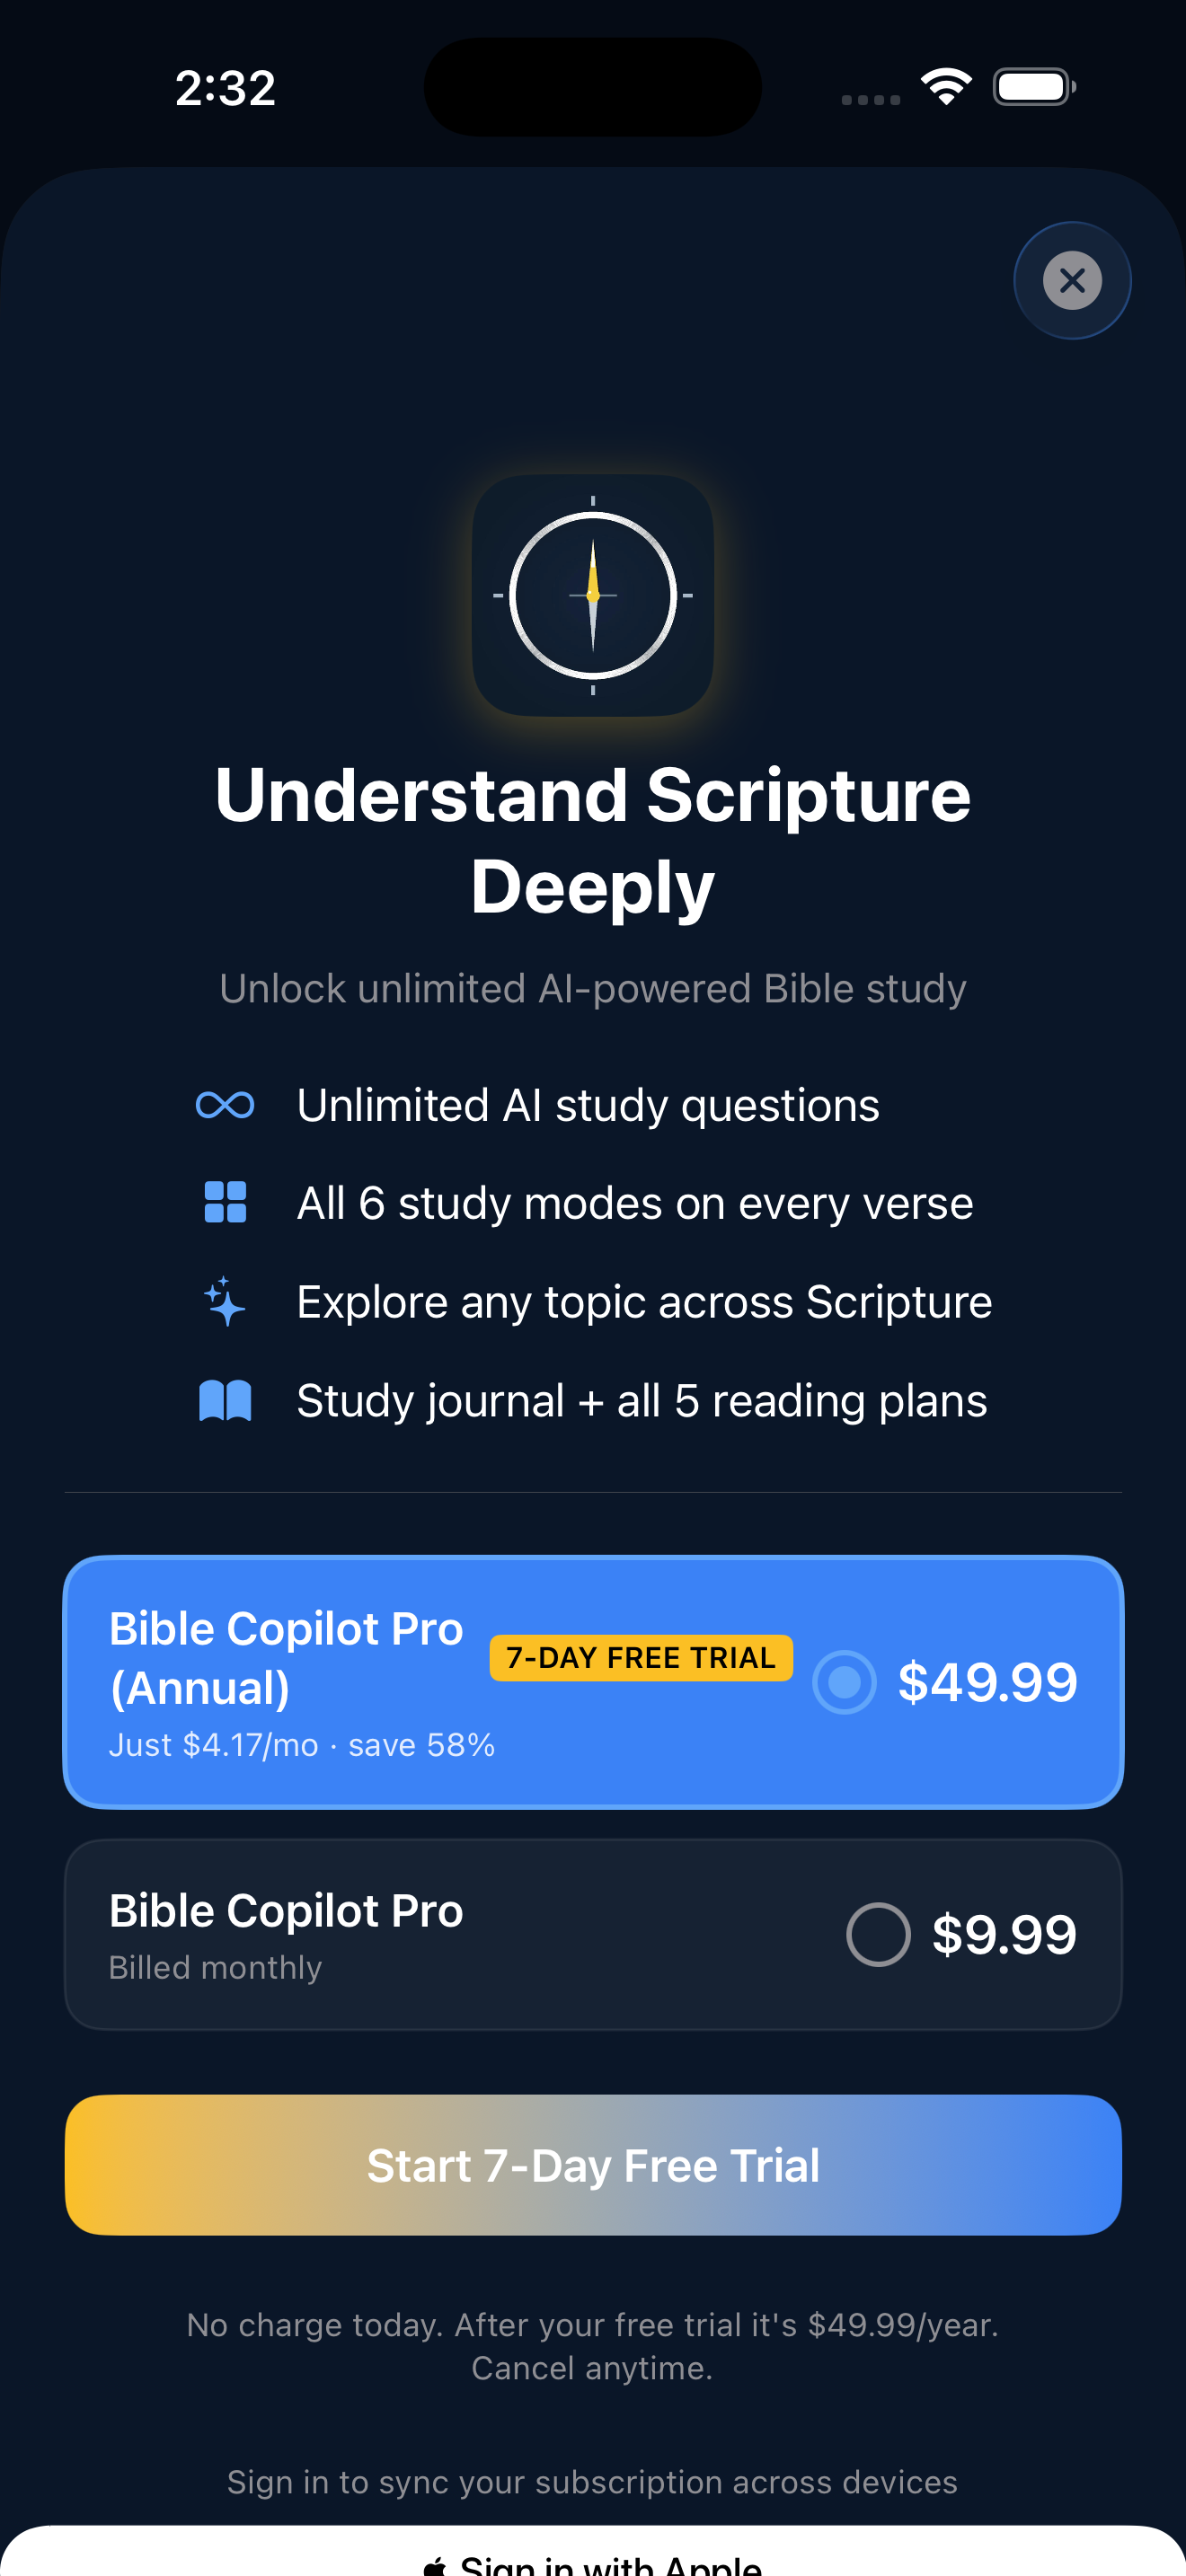 2:32
Understand Scripture
Deeply
Unlock unlimited AI-powered Bible study
Unlimited AI study questions
All 6 study modes on every verse
Explore any topic across Scripture
Study journal + all 5 reading plans
Bible Copilot Pro
(Annual)
7-DAY FREE TRIAL
$49.99
Just $4.17/mo · save 58%
Bible Copilot Pro
$9.99
Billed monthly
Start 7-Day Free Trial
No charge today. After your free trial it's $49.99/year.
Cancel anytime.
Sign in to sync your subscription across devices
Sign in with Apple